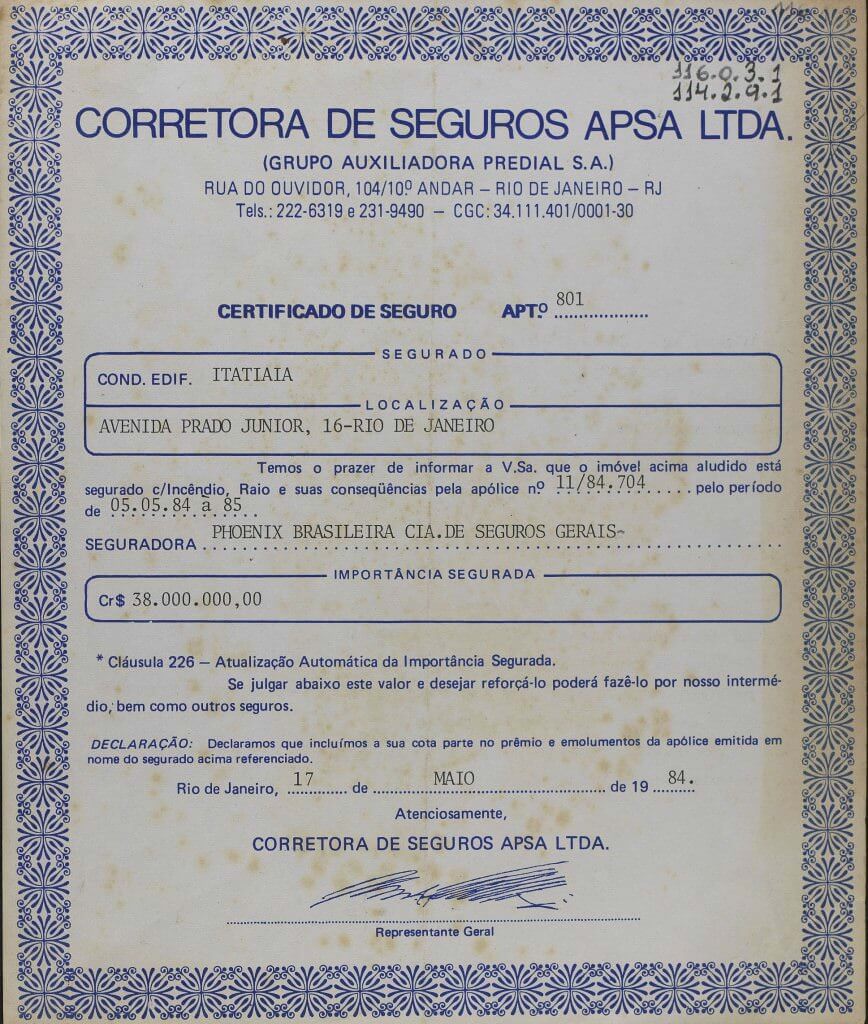 116.0.3.1
114.2.9.1
CORRETORA DE SEGUROS APSA LTDA.
(GRUPO AUXILIADORA PREDIAL S.A.)
RUA DO OUVIDOR, 104/10º ANDAR – RIO DE JANEIRO – RJ
Tels.: 222-6319 e 231-9490 – CGC: 34.111.401/0001-30
CERTIFICADO DE SEGURO APTº 801
SEGURADO
COND. EDIF. ITATIAIA
LOCALIZAÇÃO
AVENIDA PRADO JUNIOR, 16-RIO DE JANEIRO
Temos o prazer de informar a V.Sa. que o imóvel acima aludido está
segurado c/Incêndio, Raio e suas conseqüências pela apólice nº 11/84.704 pelo período
de 05.05.84 à 85
SEGURADORA PHOENIX BRASILEIRA CIA.DE SEGUROS GERAIS-
IMPORTÂNCIA SEGURADA
Cr$ 38.000.000,00
* Cláusula 226 – Atualização Automática da Importância Segurada.
Se julgar abaixo este valor e desejar reforçá-lo poderá fazê-lo por nosso intermé-
dio, bem como outros seguros.
DECLARAÇÃO: Declaramos que incluímos a sua cota parte no prêmio e emolumentos da apólice emitida em
nome do segurado acima referenciado.
Rio de Janeiro, 17 de MAIO de 19 84.
Atenciosamente,
CORRETORA DE SEGUROS APSA LTDA.
Representante Geral